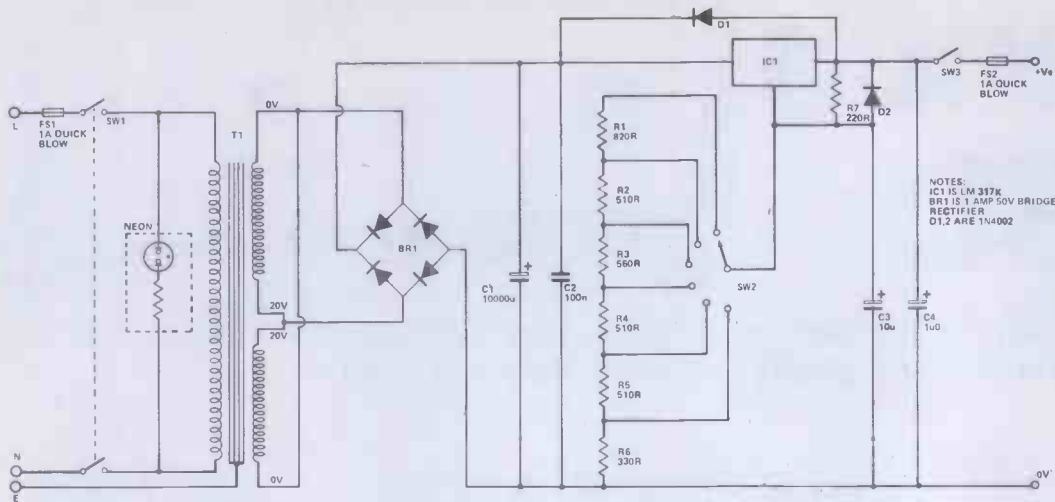 L
FS1
1A QUICK
BLOW
SW1
NEON
N
E
T1
0V
20V
20V
0V
BR1
C1
10000u
+
C2
100n
D1
IC1
R1
820R
R2
510R
R3
560R
R4
510R
R5
510R
R6
330R
SW2
R7
220R
D2
SW3
FS2
1A QUICK
BLOW
+Ve
NOTES:
IC1 IS LM 317K
BR1 IS 1 AMP 50V BRIDGE
RECTIFIER
D1,2 ARE 1N4002
+
C3
10u
+
C4
1u0
0V